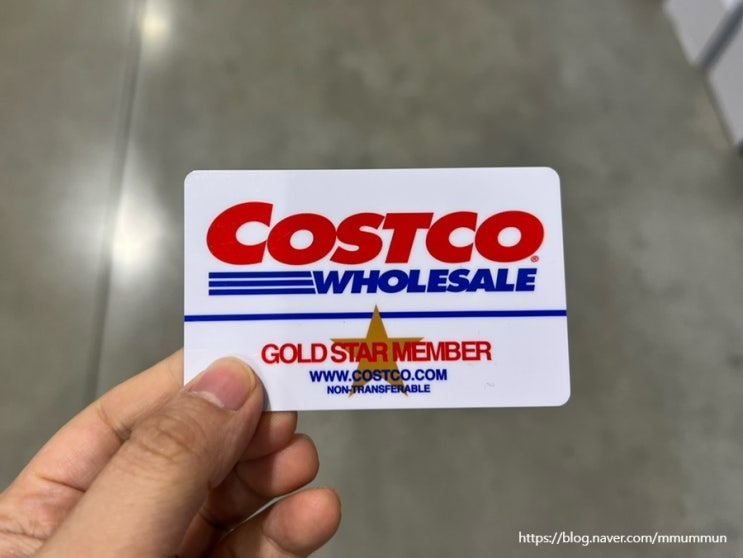 COSTCO®
WHOLESALE
GOLD STAR MEMBER
WWW.COSTCO.COM
NON-TRANSFERABLE
https://blog.naver.com/mmummun